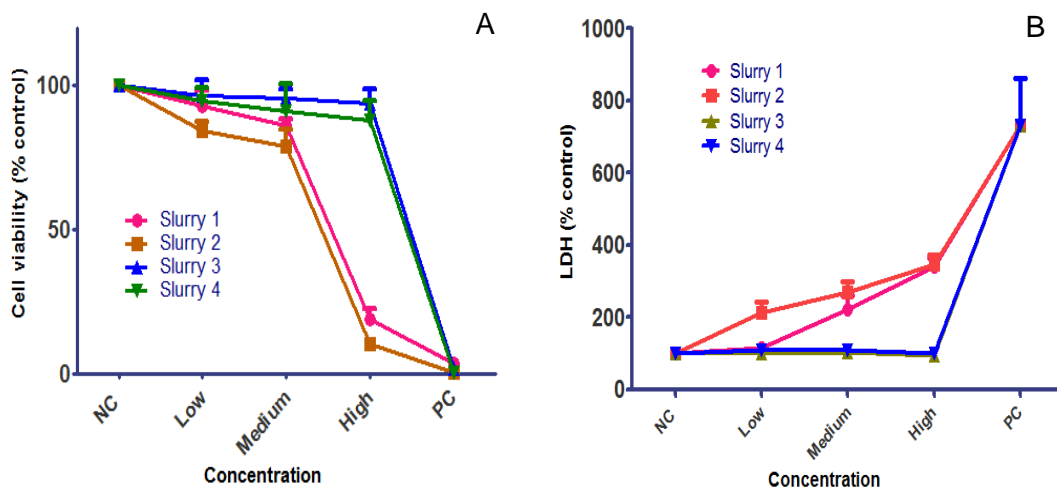 A
Cell viability (% control)
100
50
0
Slurry 1
Slurry 2
Slurry 3
Slurry 4
NC
Low
Medium
High
PC
Concentration
B
LDH (% control)
1000
800
600
400
200
0
Slurry 1
Slurry 2
Slurry 3
Slurry 4
NC
Low
Medium
High
PC
Concentration